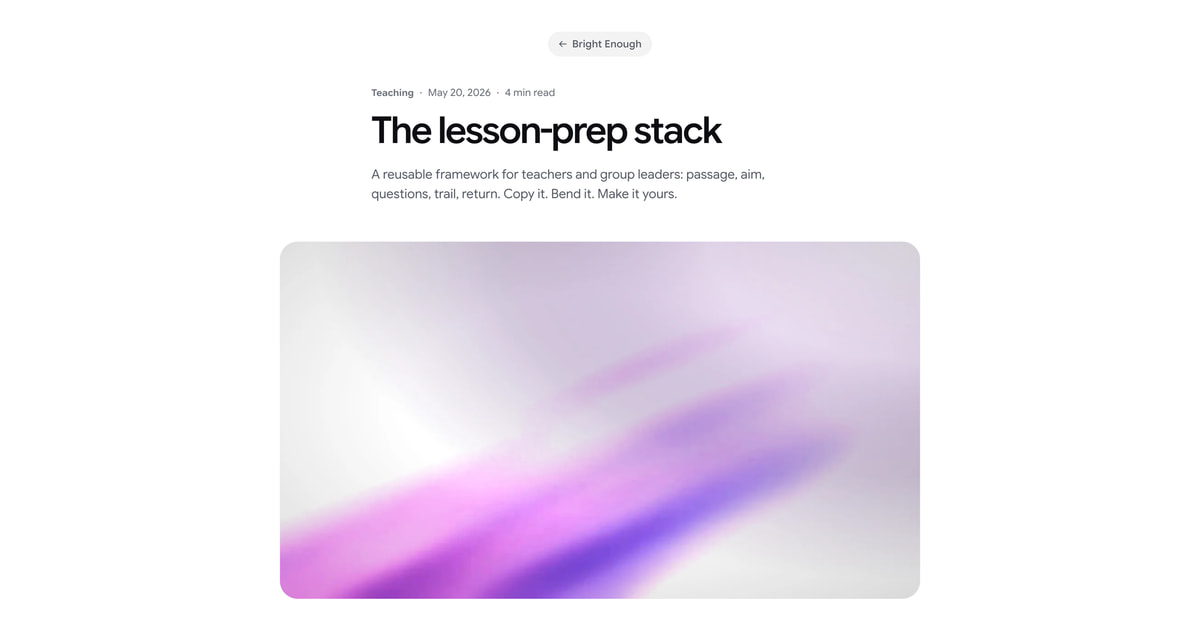 ← Bright Enough
Teaching · May 20, 2026 · 4 min read
The lesson-prep stack
A reusable framework for teachers and group leaders: passage, aim,
questions, trail, return. Copy it. Bend it. Make it yours.